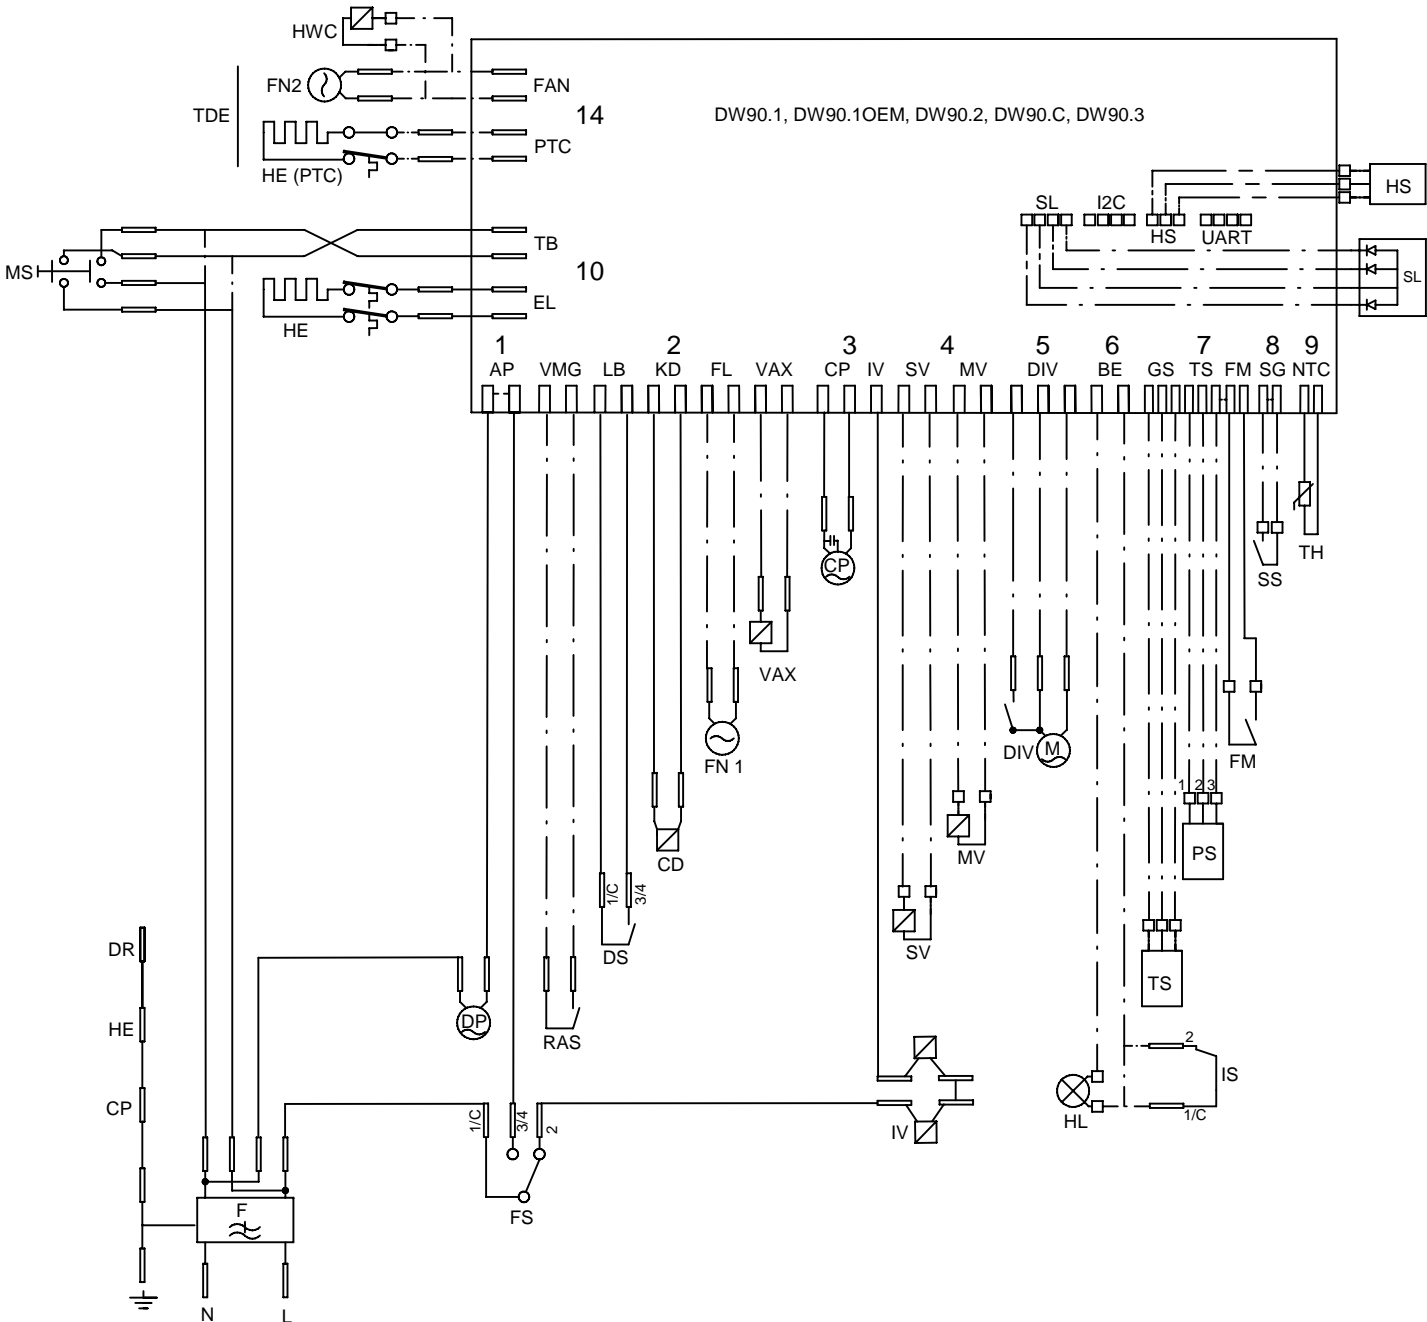 HWC
FN2
FAN
TDE
14
DW90.1, DW90.1OEM, DW90.2, DW90.C, DW90.3
PTC
HE (PTC)
HS
SL
I2C
HS
UART
TB
MS
10
SL
EL
HE
1
2
3
4
5
6
7
8
9
AP
VMG
LB
KD
FL
VAX
CP
IV
SV
MV
DIV
BE
GS
TS
FM
SG
NTC
TH
CP
SS
VAX
DIV
M
FN 1
FM
1
2
3
PS
MV
CD
1/C
3/4
DS
SV
TS
DR
DP
HE
RAS
2
IS
CP
1/C
3/4
2
IV
HL
1/C
F
FS
N
L